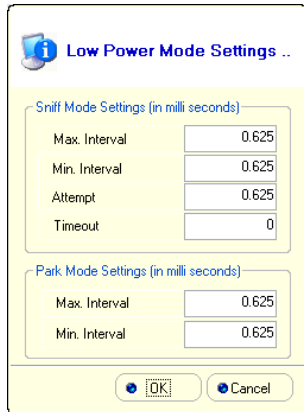 Low Power Mode Settings ..
Sniff Mode Settings (in milli seconds)
Max. Interval 0.625
Min. Interval 0.625
Attempt 0.625
Timeout 0
Park Mode Settings (in milli seconds)
Max. Interval 0.625
Min. Interval 0.625
OK Cancel